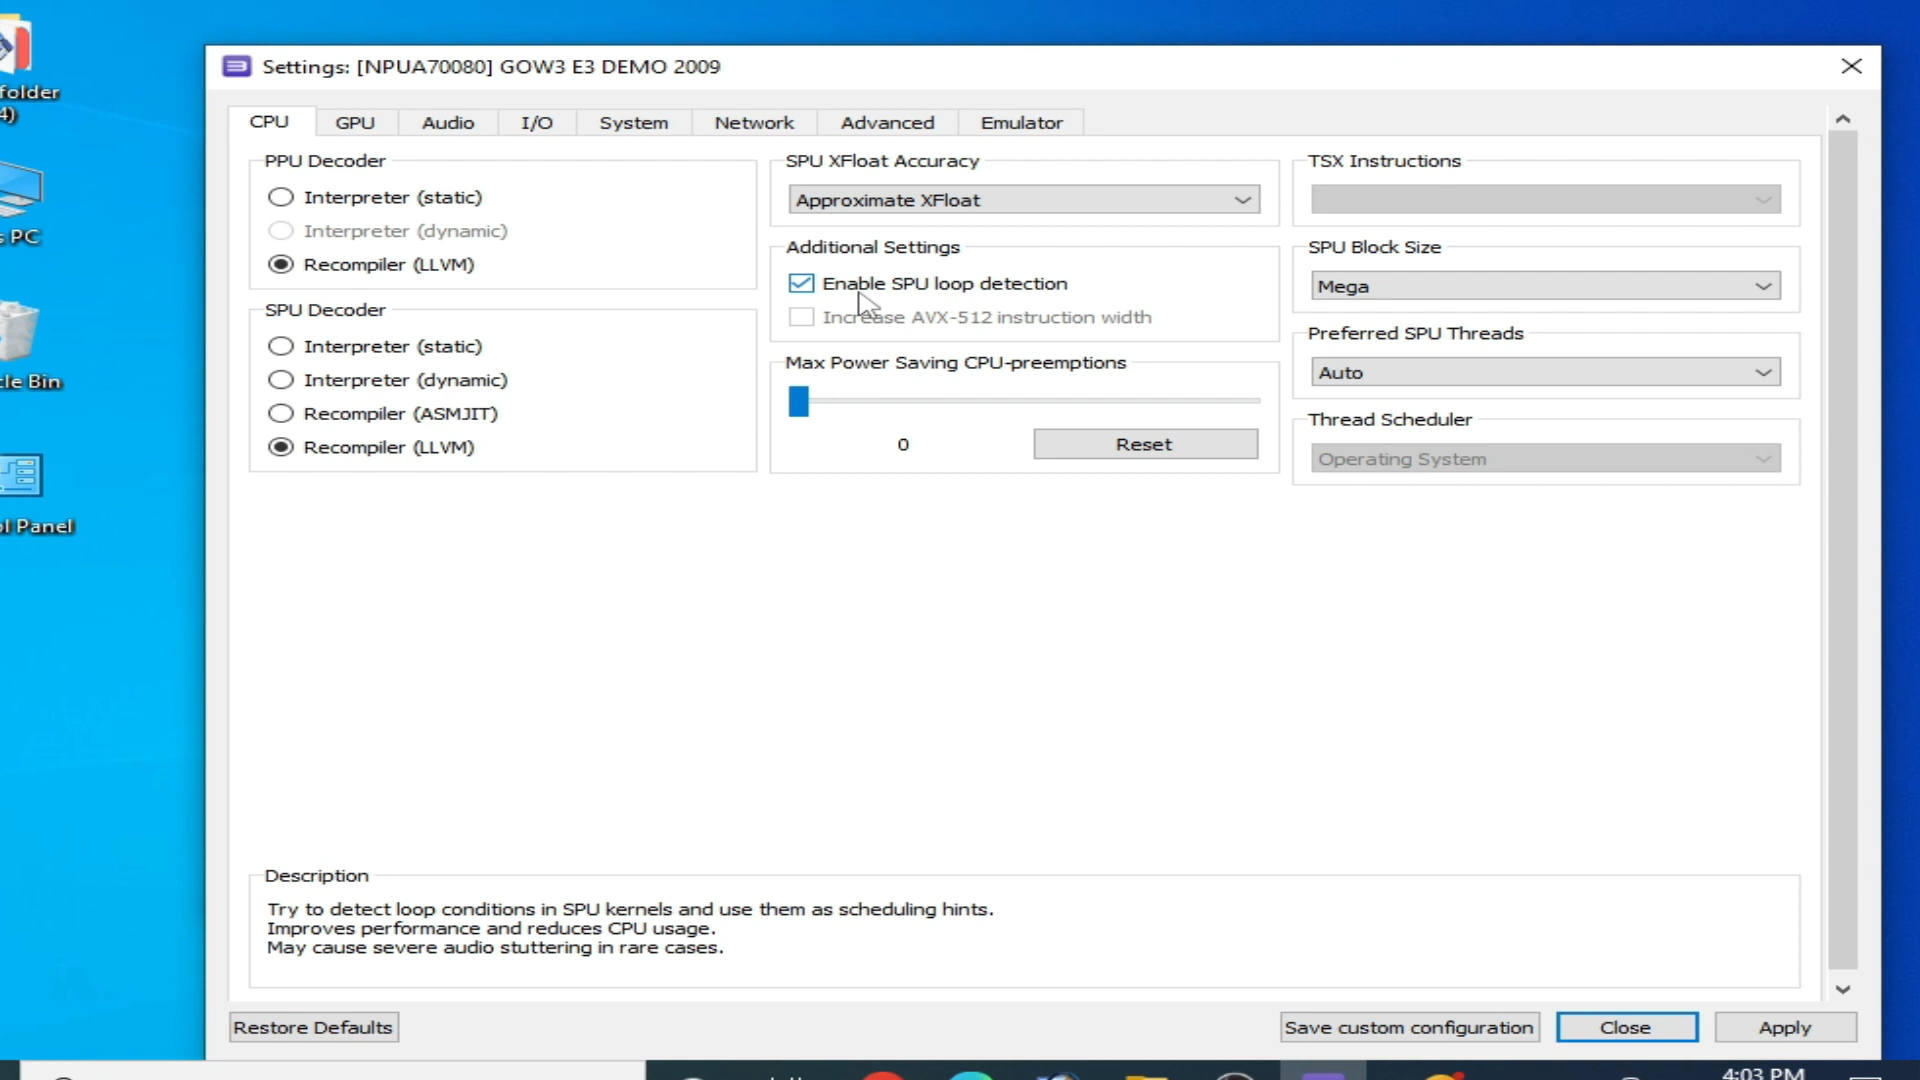 folder
4)
s PC
cle Bin
ol Panel
Settings: [NPUA70080] GOW3 E3 DEMO 2009
CPU
GPU
Audio
I/O
System
Network
Advanced
Emulator
PPU Decoder
Interpreter (static)
Interpreter (dynamic)
Recompiler (LLVM)
SPU Decoder
Interpreter (static)
Interpreter (dynamic)
Recompiler (ASMJIT)
Recompiler (LLVM)
SPU XFloat Accuracy
Approximate XFloat
Additional Settings
Enable SPU loop detection
Increase AVX-512 instruction width
Max Power Saving CPU-preemptions
0
Reset
TSX Instructions
SPU Block Size
Mega
Preferred SPU Threads
Auto
Thread Scheduler
Operating System
Description
Try to detect loop conditions in SPU kernels and use them as scheduling hints.
Improves performance and reduces CPU usage.
May cause severe audio stuttering in rare cases.
Restore Defaults
Save custom configuration
Close
Apply
4:03 PM